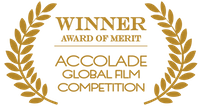 WINNER
AWARD OF MERIT
ACCOLADE
GLOBAL FILM
COMPETITION